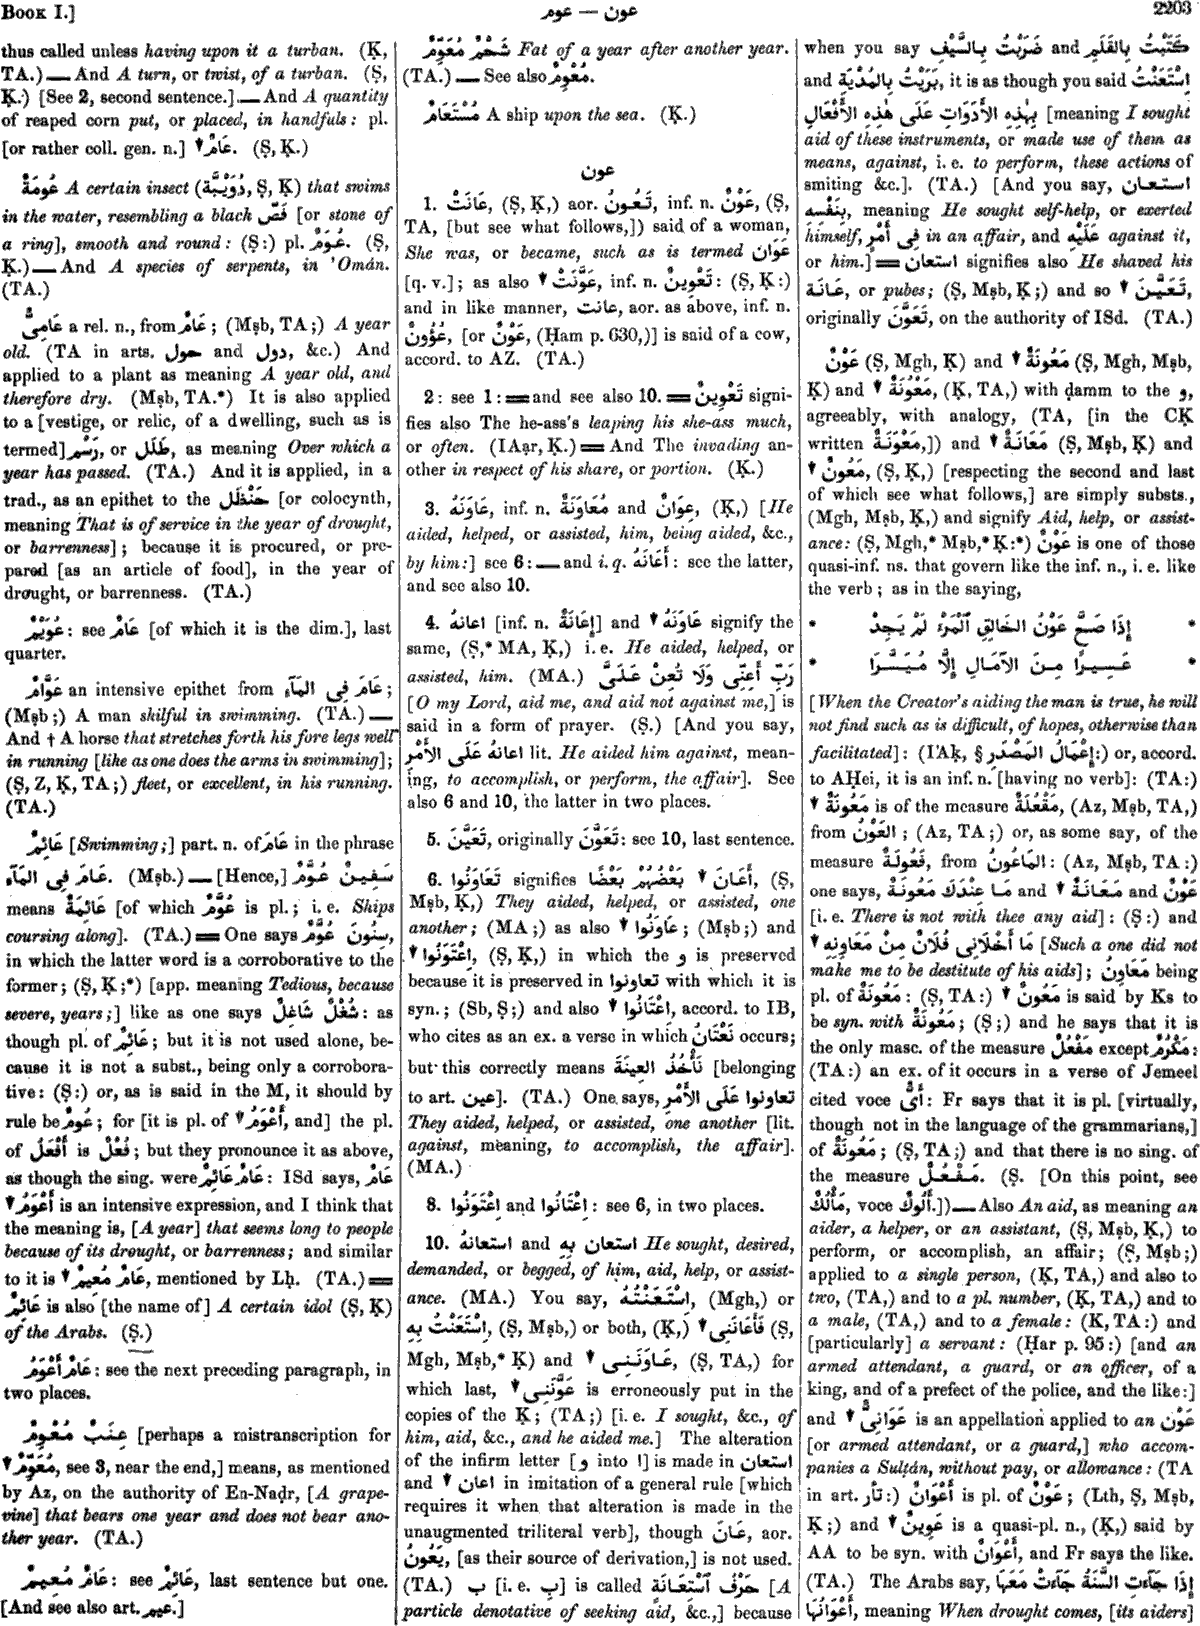 BOOK I.]
عون — عوم
2203
thus called unless having upon it a turban. (Ḳ,
TA.) ـــ And A turn, or twist, of a turban. (Ṣ,
Ḳ.) [See 2, second sentence.] ـــ And A quantity
of reaped corn put, or placed, in handfuls: pl.
[or rather coll. gen. n.] ▼ عَامٌ. (Ṣ, Ḳ.)
عُومَةٌ A certain insect (دُوَيْبَّةٌ, Ṣ, Ḳ) that swims
in the water, resembling a black فَصّ [or stone of
a ring], smooth and round: (Ṣ:) pl. عُوَمٌ. (Ṣ,
Ḳ.) ـــ And A species of serpents, in 'Omán.
(TA.)
عَامِىٌّ a rel. n., from عَامٌ; (Mṣb, TA;) A year
old. (TA in arts. حول and دول, &c.) And
applied to a plant as meaning A year old, and
therefore dry. (Mṣb, TA.*) It is also applied
to a [vestige, or relic, of a dwelling, such as is
termed] رَسْم, or طَلَل, as meaning Over which a
year has passed. (TA.) And it is applied, in a
trad., as an epithet to the حَنْظَل [or colocynth,
meaning That is of service in the year of drought,
or barrenness]; because it is procured, or pre-
pared [as an article of food], in the year of
drought, or barrenness. (TA.)
عُوَيْمٌ: see عَامٌ [of which it is the dim.], last
quarter.
عَوَّامٌ an intensive epithet from عَامَ فِى المَآءِ;
(Mṣb;) A man skilful in swimming. (TA.) ـــ
And † A horse that stretches forth his fore legs well
in running [like as one does the arms in swimming];
(Ṣ, Z, Ḳ, TA;) fleet, or excellent, in his running.
(TA.)
عَائِمٌ [Swimming;] part. n. of عَامَ in the phrase
عَامَ فِى المَآءِ. (Mṣb.) ـــ [Hence,] سَفِينٌ عُوَّمٌ
means عَائِمَةٌ [of which عُوَّمٌ is pl.; i. e. Ships
coursing along]. (TA.) ═ One says سِنُونَ عُوَّمٌ,
in which the latter word is a corroborative to the
former; (Ṣ, Ḳ;*) [app. meaning Tedious, because
severe, years;] like as one says شُغْلٌ شَاغِلٌ: as
though pl. of عَائِمٌ; but it is not used alone, be-
cause it is not a subst., being only a corrobora-
tive: (Ṣ:) or, as is said in the M, it should by
rule be عُومٌ; for [it is pl. of ▼ أَعْوَمُ, and] the pl.
of أَفْعَلُ is فُعْلٌ; but they pronounce it as above,
as though the sing. were عَامٌ عَائِمٌ: ISd says, عَامٌ
▼ أَعْوَمُ is an intensive expression, and I think that
the meaning is, [A year] that seems long to people
because of its drought, or barrenness; and similar
to it is ▼ عَامٌ مُعِيمٌ, mentioned by Lḥ. (TA.) ═
عَائِمٌ is also [the name of] A certain idol (Ṣ, Ḳ)
of the Arabs. (Ṣ.)
عَامٌ أَعْوَمُ: see the next preceding paragraph, in
two places.
عِنَبٌ مُعْوِمٌ [perhaps a mistranscription for
▼ مُعَوِّمٌ, see 3, near the end,] means, as mentioned
by Az, on the authority of En-Naḍr, [A grape-
vine] that bears one year and does not bear ano-
ther year. (TA.)
عَامٌ مُعِيمٌ: see عَائِمٌ, last sentence but one.
[And see also art. عيم.]
شَحْمٌ مُعَوِّمٌ Fat of a year after another year.
(TA.) ـــ See also مُعْوِمٌ.
مُسْتَعَامٌ A ship upon the sea. (Ḳ.)
عون
1. عَانَتْ, (Ṣ, Ḳ,) aor. تَعُونُ, inf. n. عَوْنٌ, (Ṣ,
TA, [but see what follows,]) said of a woman,
She was, or became, such as is termed عَوَان
[q. v.]; as also ▼ عَوَّنَتْ, inf. n. تَعْوِينٌ: (Ṣ, Ḳ:)
and in like manner, عانت, aor. as above, inf. n.
عُؤُونٌ, [or عَوْنٌ, (Ḥam p. 630,)] is said of a cow,
accord. to AZ. (TA.)
2: see 1: ═ and see also 10. ═ تَعْوِينٌ signi-
fies also The he-ass's leaping his she-ass much,
or often. (IAạr, Ḳ.) ═ And The invading an-
other in respect of his share, or portion. (Ḳ.)
3. عَاوَنَهُ, inf. n. مُعَاوَنَةٌ and عِوَانٌ, (Ḳ,) [He
aided, helped, or assisted, him, being aided, &c.,
by him:] see 6: ـــ and i. q. أَعَانَهُ: see the latter,
and see also 10.
4. اعانهُ [inf. n. إِعَانَةٌ] and ▼ عَاوَنَهُ signify the
same, (Ṣ,* MA, Ḳ,) i. e. He aided, helped, or
assisted, him. (MA.) رَبِّ أَعِنِّى وَلَا تُعِنْ عَلَىَّ
[O my Lord, aid me, and aid not against me,] is
said in a form of prayer. (Ṣ.) [And you say,
اعانهُ عَلَى الأَمْرِ lit. He aided him against, mean-
ing, to accomplish, or perform, the affair]. See
also 6 and 10, the latter in two places.
5. تَعَيَّنَ, originally تَعَوَّنَ: see 10, last sentence.
6. تَعَاوَنُوا signifies أَعَانَ ▼ بَعْضُهُمْ بَعْضًا, (Ṣ,
Mṣb, Ḳ,) They aided, helped, or assisted, one
another; (MA;) as also ▼ عَاوَنُوا; (Mṣb;) and
▼ اِعْتَوَنُوا, (Ṣ, Ḳ,) in which the و is preserved
because it is preserved in تعاونوا with which it is
syn.; (Sb, Ṣ;) and also ▼ اِعْتَانُوا, accord. to IB,
who cites as an ex. a verse in which نَعْتَانُ occurs;
but this correctly means نَأْخُذُ العِينَةَ [belonging
to art. عين]. (TA.) One says, تعاونوا عَلَى الأَمْرِ
They aided, helped, or assisted, one another [lit.
against, meaning, to accomplish, the affair].
(MA.)
8. اِعْتَوَنُوا and اِعْتَانُوا: see 6, in two places.
10. استعانهُ and استعان بِهِ He sought, desired,
demanded, or begged, of him, aid, help, or assist-
ance. (MA.) You say, اِسْتَعَنْتُهُ, (Mgh,) or
اِسْتَعَنْتُ بِهِ, (Ṣ, Mṣb,) or both, (Ḳ,) ▼ فَأَعَانَنِى (Ṣ,
Mgh, Mṣb,* Ḳ) and ▼ عَاوَنَنِى, (Ṣ, TA,) for
which last, ▼ عَوَّنَنِى is erroneously put in the
copies of the Ḳ; (TA;) [i. e. I sought, &c., of
him, aid, &c., and he aided me.] The alteration
of the infirm letter [و into ا] is made in استعان
and ▼ اعان in imitation of a general rule [which
requires it when that alteration is made in the
unaugmented triliteral verb], though عَانَ, aor.
يَعُونُ, [as their source of derivation,] is not used.
(TA.) ب [i. e. بِ] is called حَرْفُ ٱسْتِعَانَةٍ [A
particle denotative of seeking aid, &c.,] because
when you say ضَرَبْتُ بِالسَّيْفِ and كَتَبْتُ بِالقَلَمِ
and بَرَيْتُ بِالمُدْيَةِ, it is as though you said اِسْتَعَنْتُ
بِهٰذِهِ الأَدَوَاتِ عَلَى هٰذِهِ الأَفْعَالِ [meaning I sought
aid of these instruments, or made use of them as
means, against, i. e. to perform, these actions of
smiting &c.]. (TA.) [And you say, استعان
بِنَفْسِهِ, meaning He sought self-help, or exerted
himself, فِى أَمْرٍ in an affair, and عَلَيْهِ against it,
or him.] ═ استعان signifies also He shaved his
عَانَة, or pubes; (Ṣ, Mṣb, Ḳ;) and so ▼ تَعَيَّنَ,
originally تَعَوَّنَ, on the authority of ISd. (TA.)
عَوْنٌ (Ṣ, Mgh, Ḳ) and ▼ مَعُونَةٌ (Ṣ, Mgh, Mṣb,
Ḳ) and ▼ مَعْوُنَةٌ, (Ḳ, TA,) with ḍamm to the و,
agreeably, with analogy, (TA, [in the CḲ
written مَعْوَنَةٌ,]) and ▼ مَعَانَةٌ (Ṣ, Mṣb, Ḳ) and
▼ مَعُونٌ, (Ṣ, Ḳ,) [respecting the second and last
of which see what follows,] are simply substs.,
(Mgh, Mṣb, Ḳ,) and signify Aid, help, or assist-
ance: (Ṣ, Mgh,* Mṣb,* Ḳ:*) عَوْنٌ is one of those
quasi-inf. ns. that govern like the inf. n., i. e. like
the verb; as in the saying,
* إِذَا صَحَّ عَوْنُ الخَالِقِ ٱلْمَرْءَ لَمْ يَجِدْ *
* عَسِيرًا مِنَ الآمَالِ إِلَّا مُيَسَّرَا *
[When the Creator's aiding the man is true, he will
not find such as is difficult, of hopes, otherwise than
facilitated]: (I'Aḳ, § إِعْمَالُ المَصْدَرِ:) or, accord.
to AḤei, it is an inf. n. [having no verb]: (TA:)
▼ مَعُونَةٌ is of the measure مَفْعُلَةٌ, (Az, Mṣb, TA,)
from العَوْنُ; (Az, TA;) or, as some say, of the
measure فَعُولَةٌ, from المَاعُونُ: (Az, Mṣb, TA:)
one says, مَا عِنْدَكَ مَعُونَةٌ and ▼ مَعَانَةٌ and عَوْنٌ
[i. e. There is not with thee any aid]: (Ṣ:) and
▼ مَا أَخْلَانِى فُلَانٌ مِنْ مَعَاوِنِهِ [Such a one did not
make me to be destitute of his aids]; مَعَاوِنُ being
pl. of مَعُونَةٌ: (Ṣ, TA:) ▼ مَعُونٌ is said by Ks to
be syn. with مَعُونَةٌ; (Ṣ;) and he says that it is
the only masc. of the measure مَفْعُلٌ except مَكْرُمٌ:
(TA:) an ex. of it occurs in a verse of Jemeel
cited voce أَىٌّ: Fr says that it is pl. [virtually,
though not in the language of the grammarians,]
of مَعُونَةٌ; (Ṣ, TA;) and that there is no sing. of
the measure مَفْعُلٌ. (Ṣ. [On this point, see
مَأْلُكٌ, voce أَلُوكٌ.]) ـــ Also An aid, as meaning an
aider, a helper, or an assistant, (Ṣ, Mṣb, Ḳ,) to
perform, or accomplish, an affair; (Ṣ, Mṣb;)
applied to a single person, (Ḳ, TA,) and also to
two, (TA,) and to a pl. number, (Ḳ, TA,) and to
a male, (TA,) and to a female: (K, TA:) and
[particularly] a servant: (Ḥar p. 95:) [and an
armed attendant, a guard, or an officer, of a
king, and of a prefect of the police, and the like:]
and ▼ عَوَانِىٌّ is an appellation applied to an عَوْن
[or armed attendant, or a guard,] who accom-
panies a Sulṭán, without pay, or allowance: (TA
in art. تأر:) أَعْوَانٌ is pl. of عَوْنٌ; (Lth, Ṣ, Mṣb,
Ḳ;) and ▼ عَوِينٌ is a quasi-pl. n., (Ḳ,) said by
AA to be syn. with أَعْوَانٌ, and Fr says the like.
(TA.) The Arabs say, إِذَا جَآءَتِ السَّنَةُ جَآءَتْ مَعَهَا
أَعْوَانُهَا, meaning When drought comes, [its aiders]